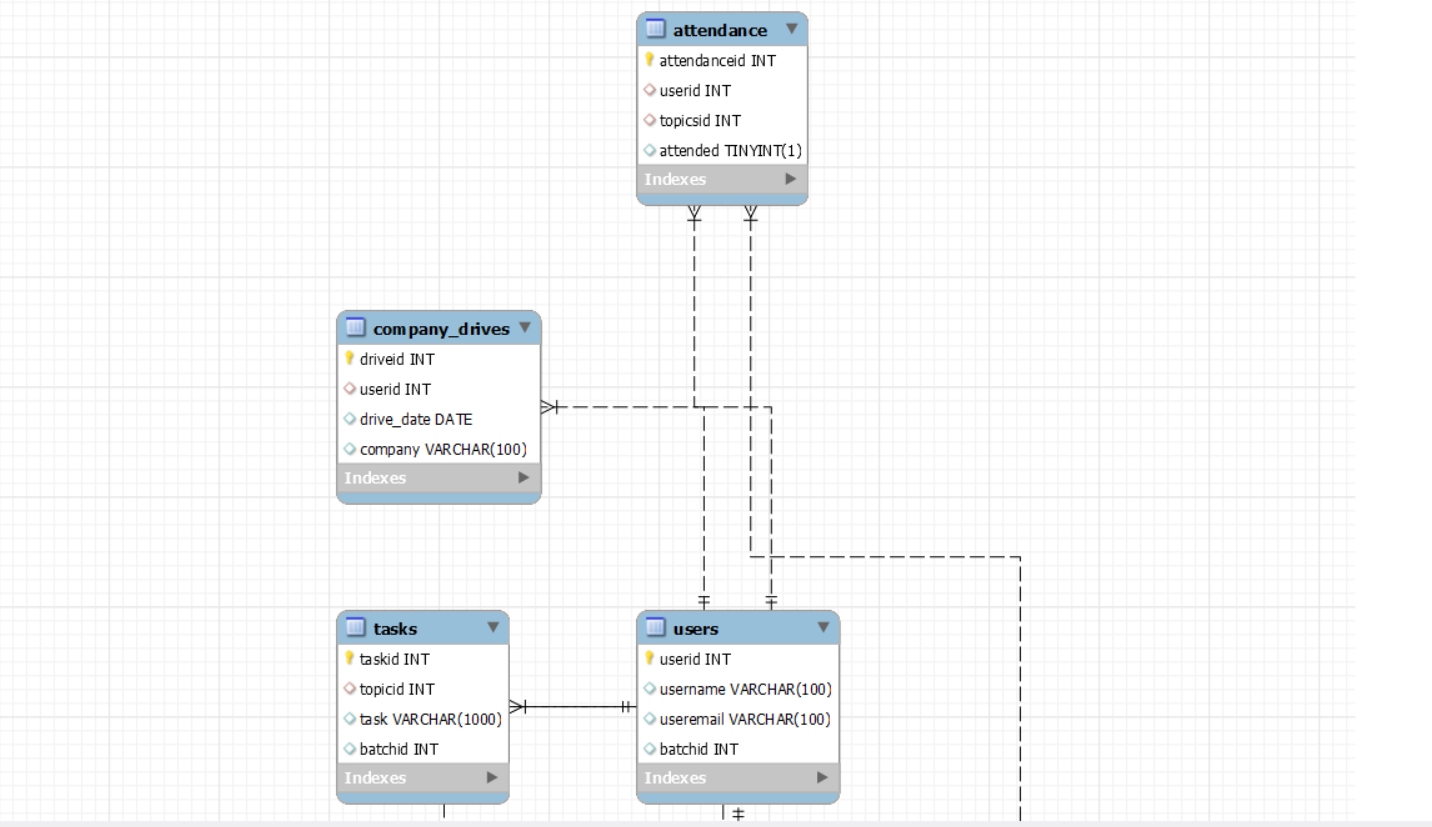 attendance
attendanceid INT
userid INT
topicsid INT
attended TINYINT(1)
Indexes
company_drives
driveid INT
userid INT
drive_date DATE
company VARCHAR(100)
Indexes
tasks
taskid INT
topicid INT
task VARCHAR(1000)
batchid INT
Indexes
users
userid INT
username VARCHAR(100)
useremail VARCHAR(100)
batchid INT
Indexes